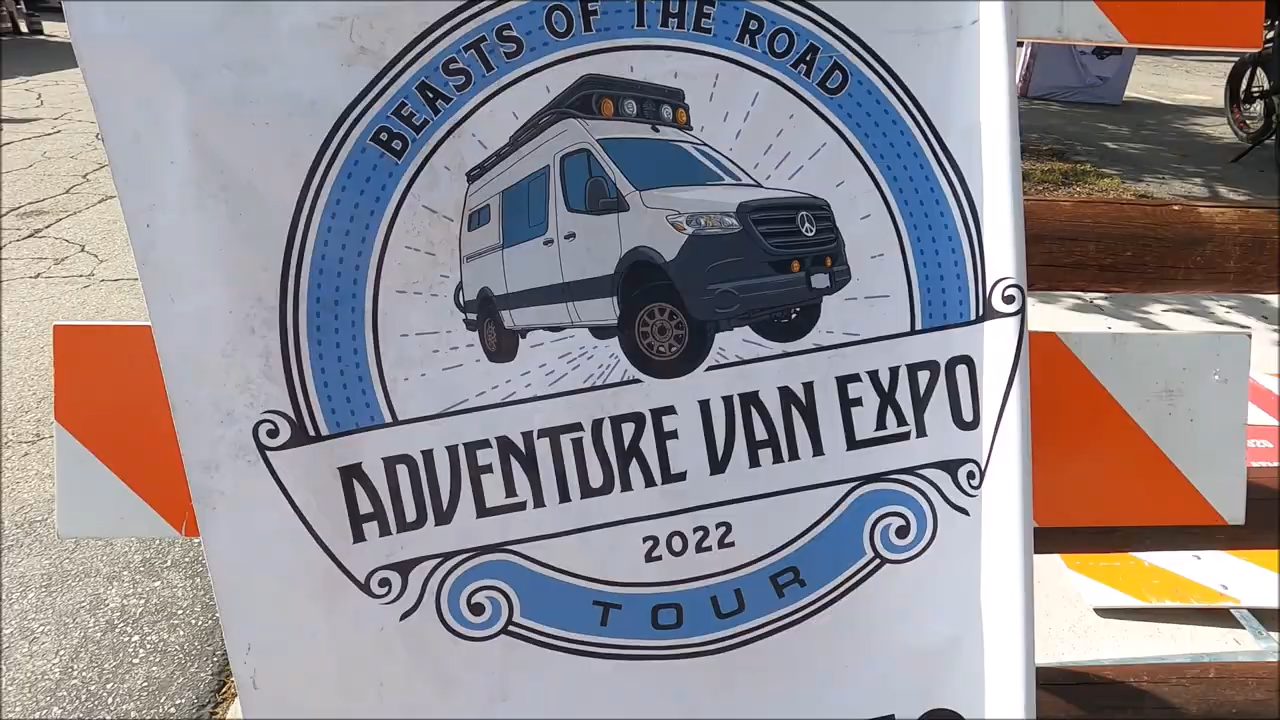 BEASTS OF THE ROAD
ADVENTURE VAN EXPO
2022
TOUR